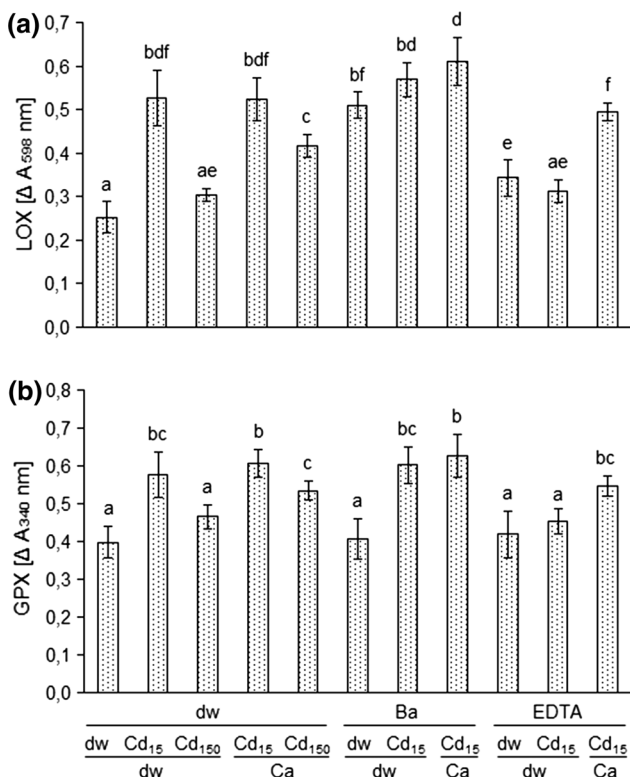 (a)
LOX [Δ A 598 nm]
0,7
0,6
0,5
0,4
0,3
0,2
0,1
0,0
a
bdf
ae
bdf
c
bf
bd
d
e
ae
f
(b)
GPX [Δ A340 nm]
0,8
0,7
0,6
0,5
0,4
0,3
0,2
0,1
0,0
a
bc
a
b
c
a
bc
b
a
a
bc
dw Ba EDTA
dw Cd15 Cd150 Cd15 Cd150 dw Cd15 Cd15 dw Cd15 Cd15
dw Ca dw Ca dw Ca